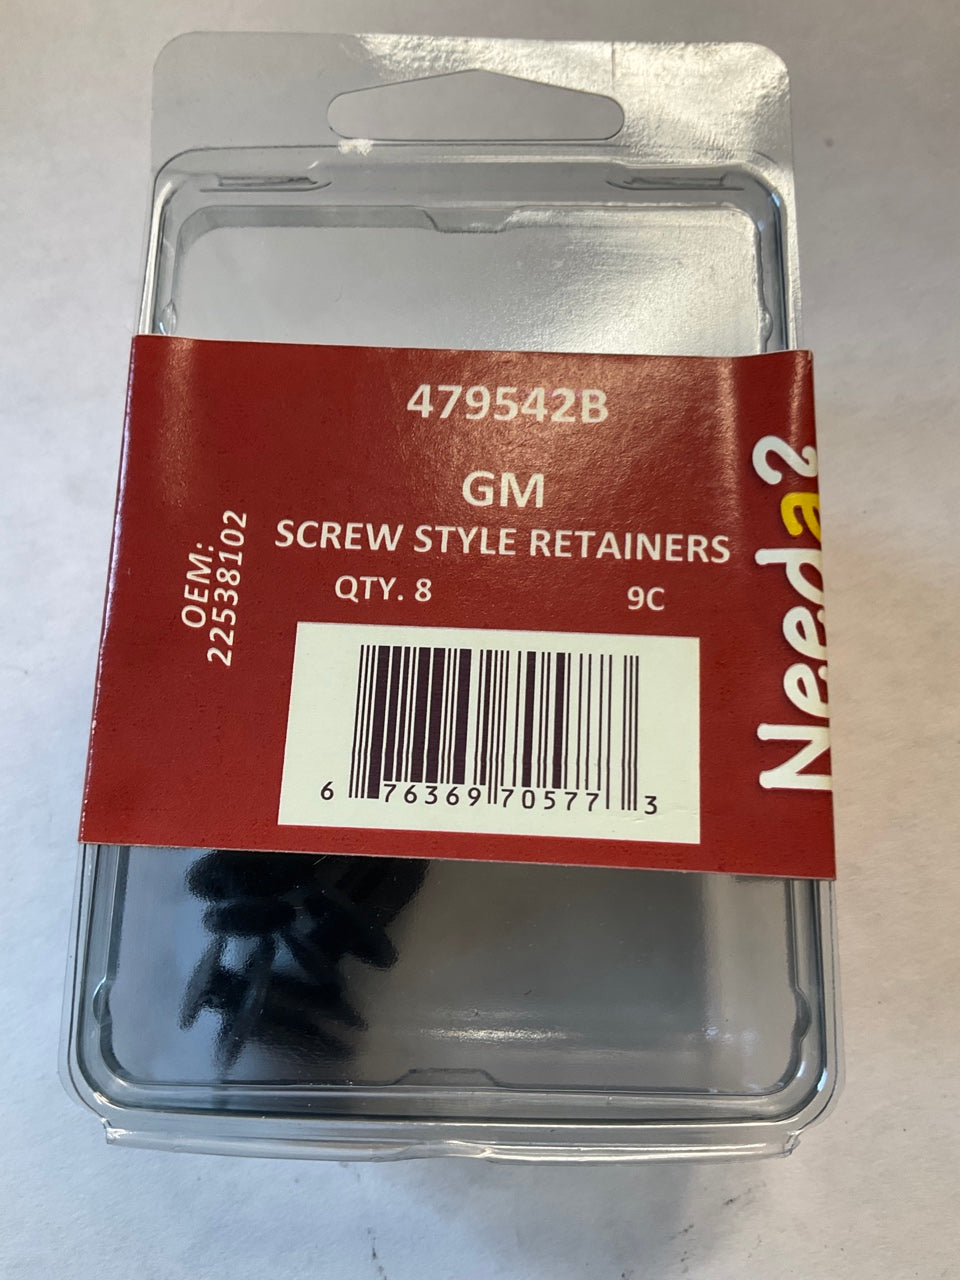 479542B
GM
SCREW STYLE RETAINERS
QTY. 8 9C
OEM:
22538102
6 76369 70577 3
Needa